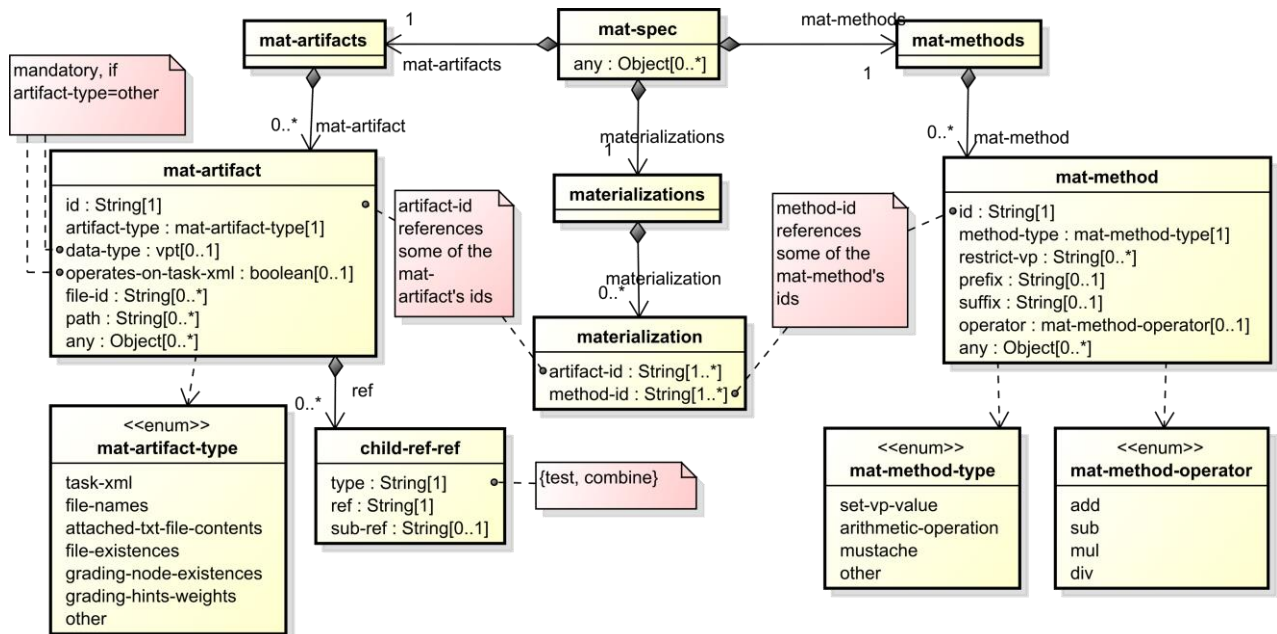 mat-artifacts
1
mat-artifacts
mat-spec
any : Object[0..*]
mat-methods
1
mat-methods
mandatory, if
artifact-type=other
0..*
mat-artifact
materializations
1
0..*
mat-method
mat-artifact
id : String[1]
artifact-type : mat-artifact-type[1]
data-type : vpt[0..1]
operates-on-task-xml : boolean[0..1]
file-id : String[0..*]
path : String[0..*]
any : Object[0..*]
artifact-id
references
some of the
mat-
artifact's ids
materializations
materialization
0..*
materialization
artifact-id : String[1..*]
method-id : String[1..*]
method-id
references
some of the
mat-method's
ids
mat-method
id : String[1]
method-type : mat-method-type[1]
restrict-vp : String[0..*]
prefix : String[0..1]
suffix : String[0..1]
operator : mat-method-operator[0..1]
any : Object[0..*]
ref
0..*
<<enum>>
mat-artifact-type
task-xml
file-names
attached-txt-file-contents
file-existences
grading-node-existences
grading-hints-weights
other
child-ref-ref
type : String[1]
ref : String[1]
sub-ref : String[0..1]
{test, combine}
<<enum>>
mat-method-type
set-vp-value
arithmetic-operation
mustache
other
<<enum>>
mat-method-operator
add
sub
mul
div